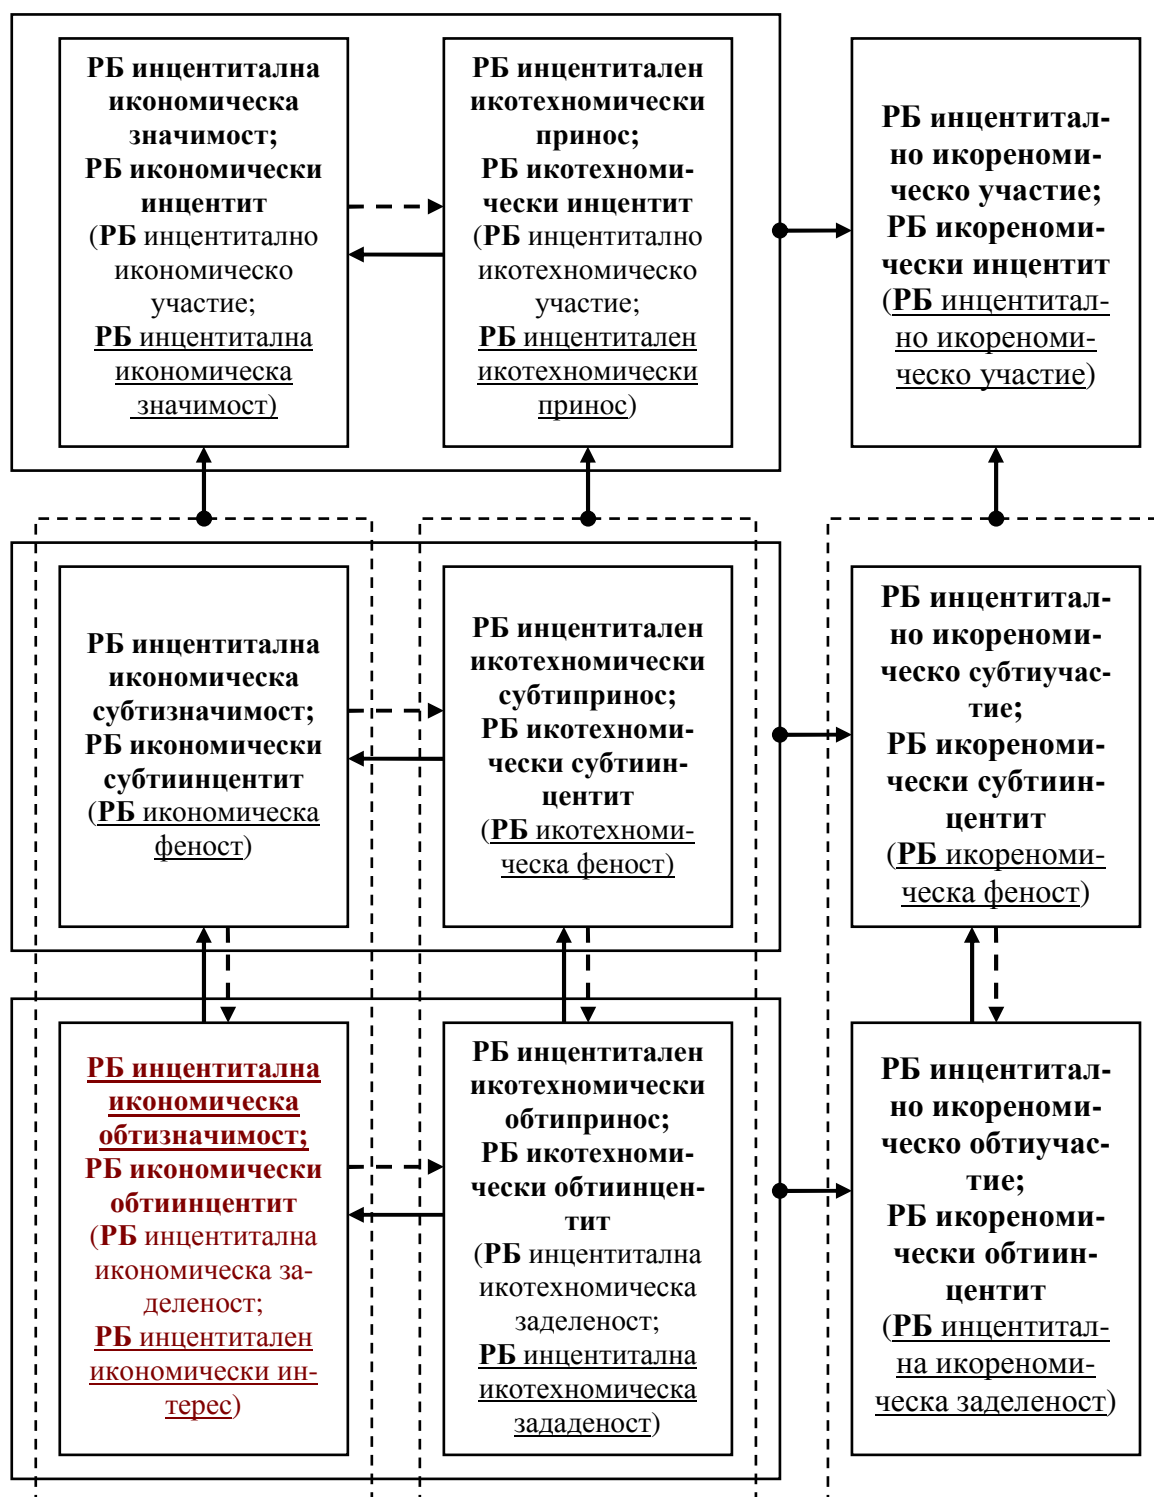 РБ инцентитална
икономическа
значимост;
РБ икономически
инцентит
(РБ инцентитално
икономическо
участие;
РБ инцентитална
икономическа
значимост)
РБ инцентитален
икотехномически
принос;
РБ икотехноми-
чески инцентит
(РБ инцентитално
икотехномическо
участие;
РБ инцентитален
икотехномически
принос)
РБ инцентитал-
но икореноми-
ческо участие;
РБ икореноми-
чески инцентит
(РБ инцентитал-
но икореноми-
ческо участие)
РБ инцентитална
икономическа
субтизначимост;
РБ икономически
субтиинцентит
(РБ икономическа
феност)
РБ инцентитален
икотехномически
субтипринос;
РБ икотехноми-
чески субтиин-
центит
(РБ икотехноми-
ческа феност)
РБ инцентитал-
но икореноми-
ческо субтиучас-
тие;
РБ икореноми-
чески субтиин-
центит
(РБ икореноми-
ческа феност)
РБ инцентитална
икономическа
обтизначимост;
РБ икономически
обтиинцентит
(РБ инцентитална
икономическа за-
деленост;
РБ инцентитален
икономически ин-
терес)
РБ инцентитален
икотехномически
обтипринос;
РБ икотехноми-
чески обтиинцен-
тит
(РБ инцентитална
икотехномическа
заделеност;
РБ инцентитална
икотехномическа
зададеност)
РБ инцентитал-
но икореноми-
ческо обтиучас-
тие;
РБ икореноми-
чески обтиин-
центит
(РБ инцентитал-
на икореноми-
ческа заделеност)